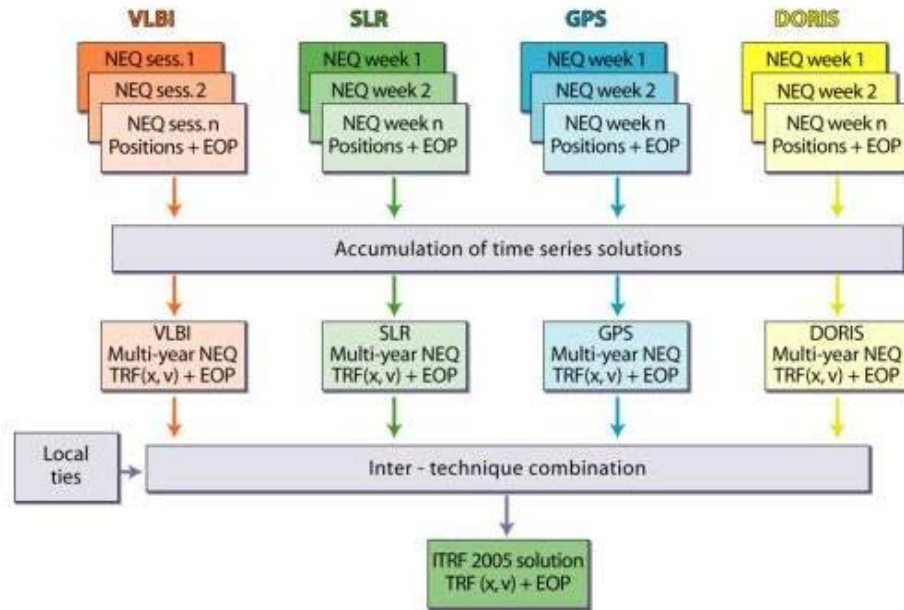 VLBI
SLR
GPS
DORIS
NEQ sess. 1
NEQ sess. 2
NEQ sess. n
Positions + EOP
NEQ week 1
NEQ week 2
NEQ week n
Positions + EOP
NEQ week 1
NEQ week 2
NEQ week n
Positions + EOP
NEQ week 1
NEQ week 2
NEQ week n
Positions + EOP
Accumulation of time series solutions
VLBI
Multi-year NEQ
TRF(x, v) + EOP
SLR
Multi-year NEQ
TRF(x, v) + EOP
GPS
Multi-year NEQ
TRF(x, v) + EOP
DORIS
Multi-year NEQ
TRF(x, v) + EOP
Local
ties
Inter - technique combination
ITRF 2005 solution
TRF (x, v) + EOP